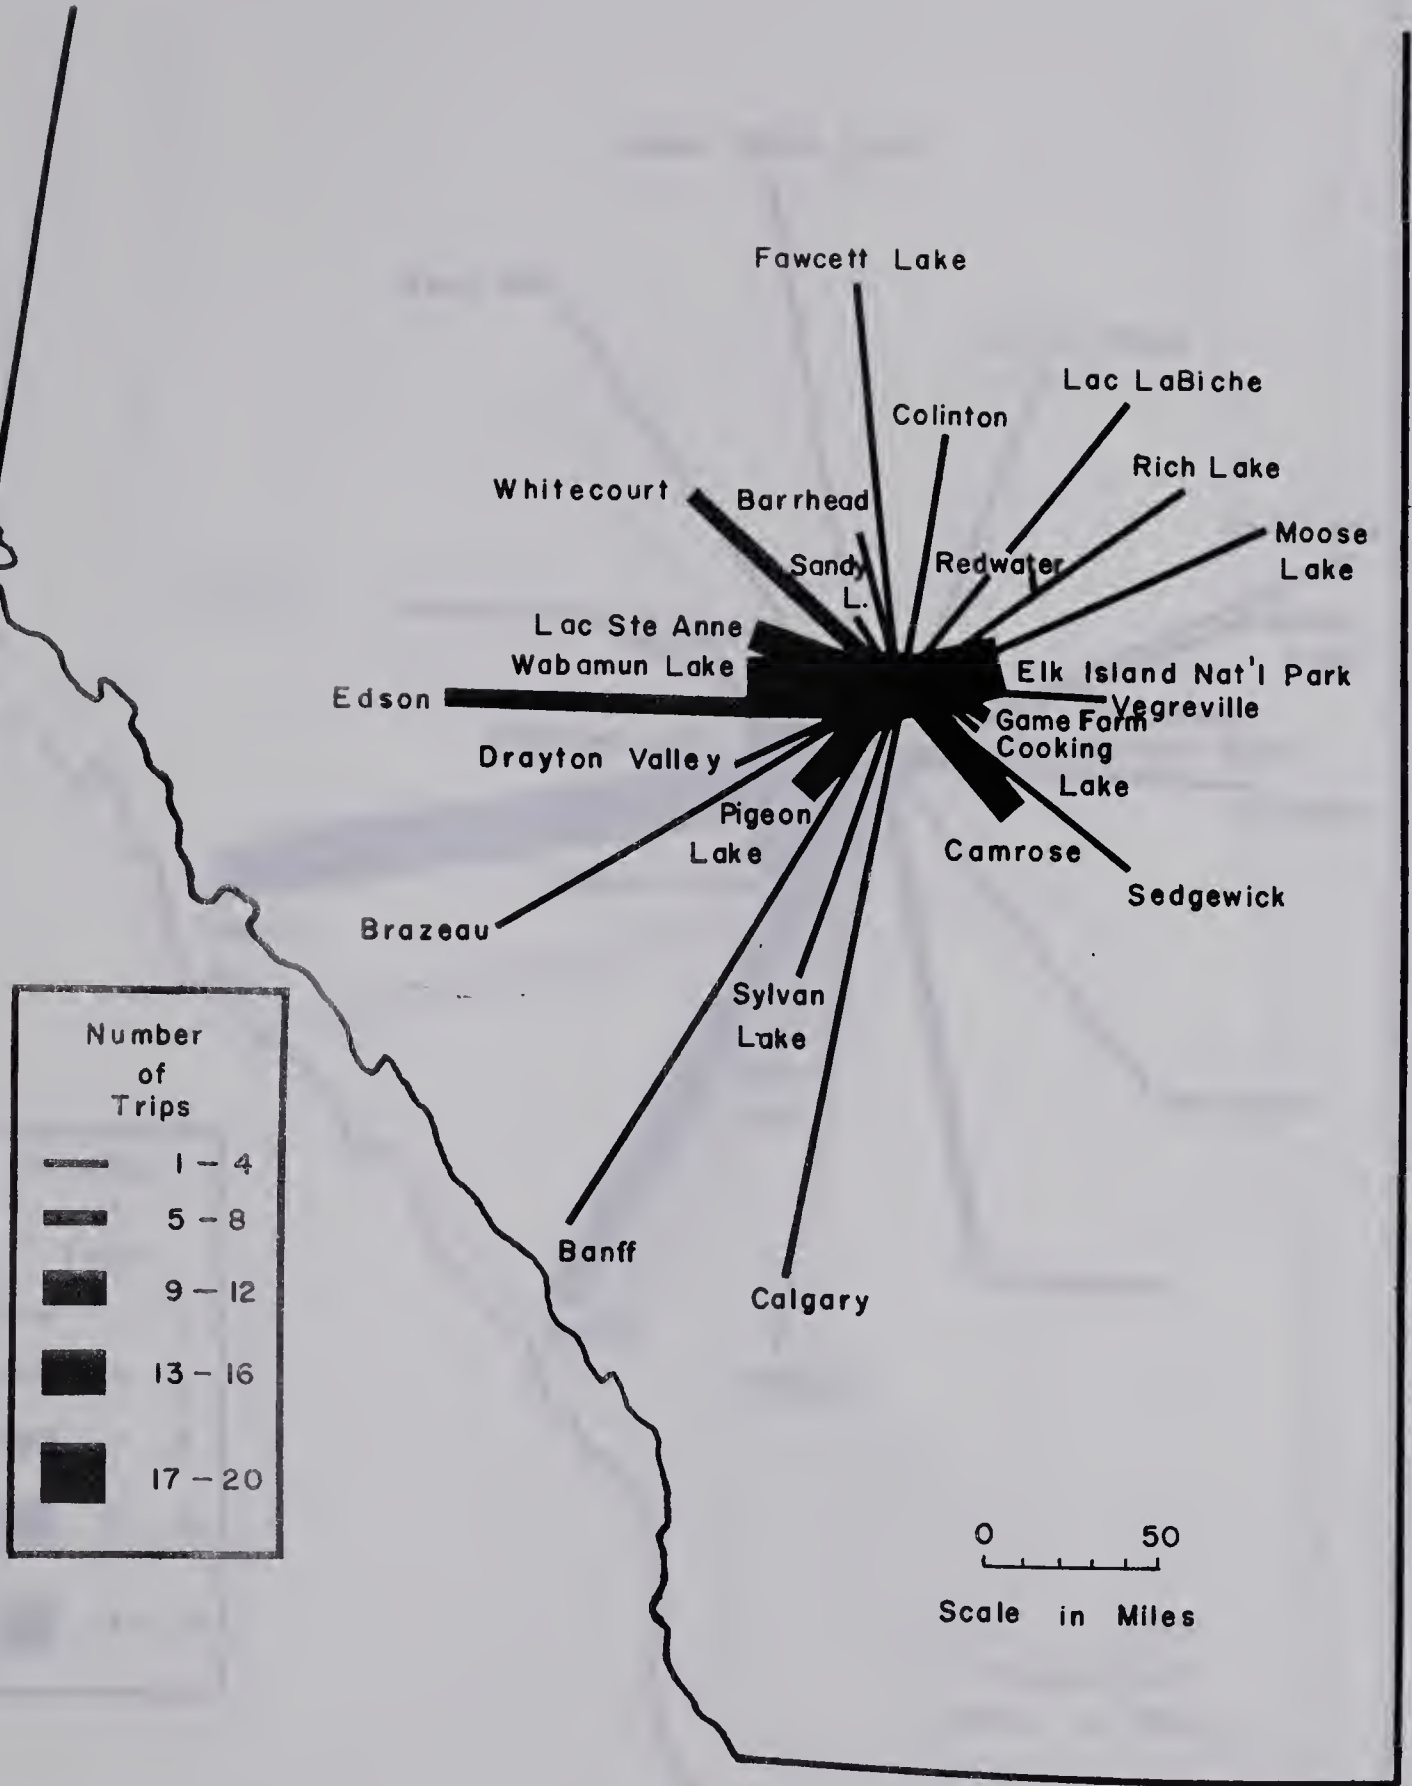 Fawcett Lake
Lac LaBiche
Colinton
Rich Lake
Whitecourt
Barrhead
Moose
Lake
Sandy
L.
Redwater
Lac Ste Anne
Wabamun Lake
Elk Island Nat'l Park
Edson
Vegreville
Game Farm
Cooking
Lake
Drayton Valley
Pigeon
Lake
Camrose
Sedgewick
Brazeau
Sylvan
Lake
Banff
Calgary
Number
of
Trips
1 – 4
5 – 8
9 – 12
13 – 16
17 – 20
0 50
Scale in Miles